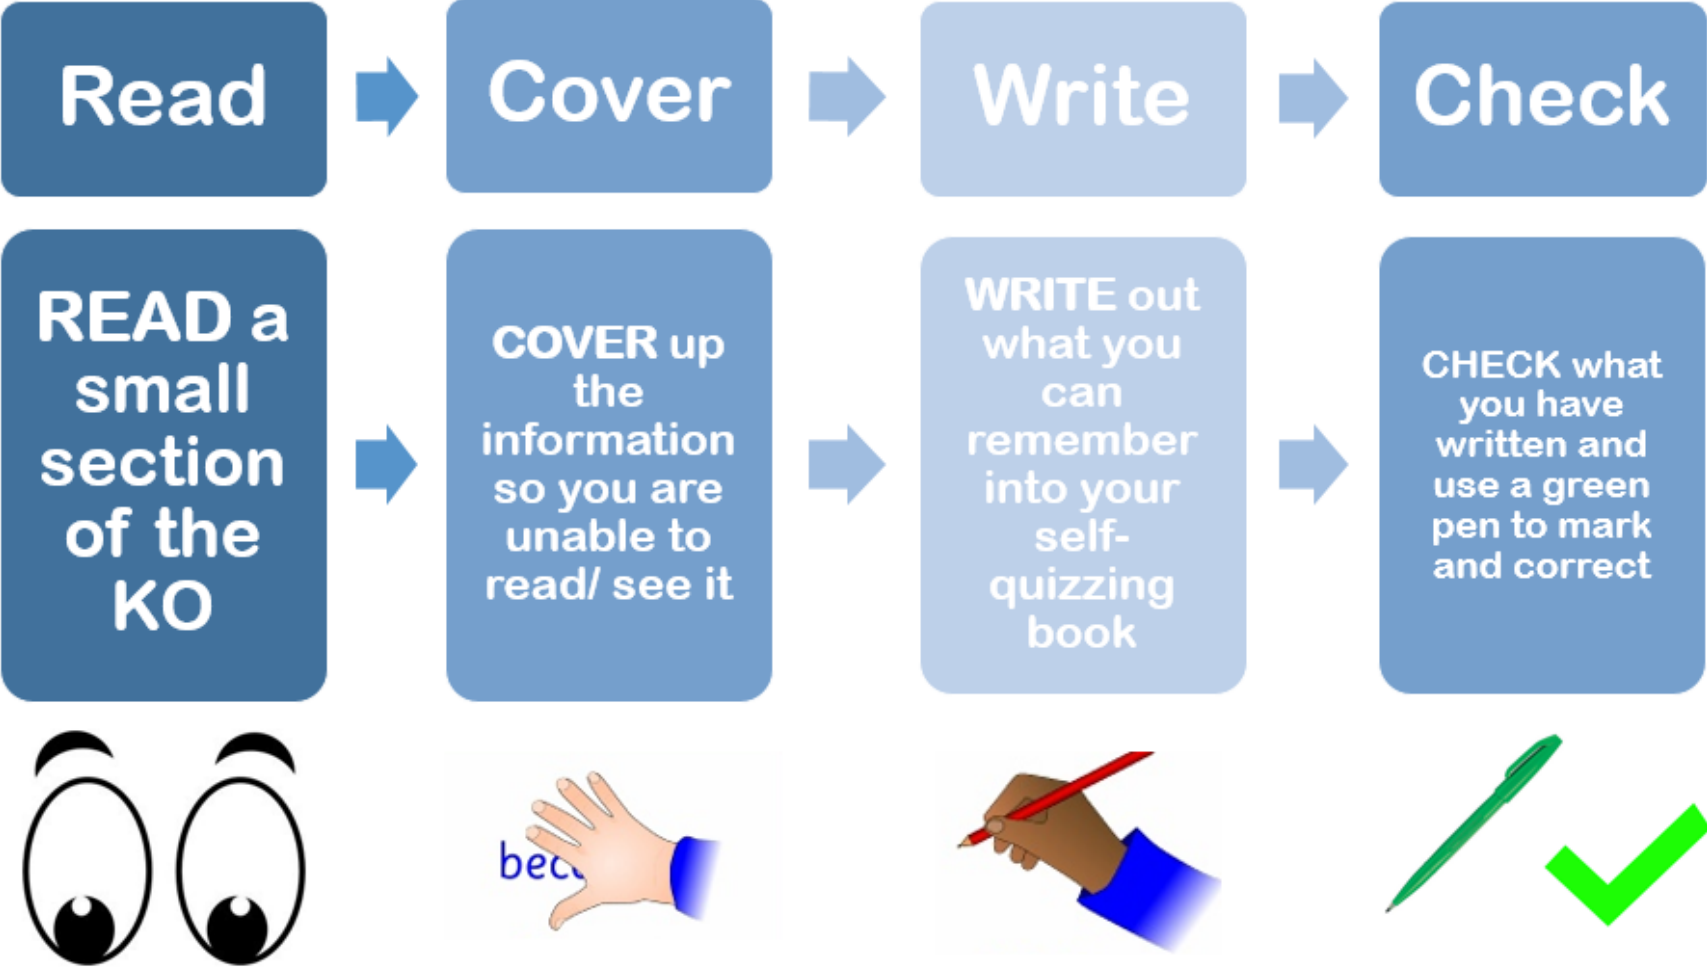 Read
Cover
Write
Check
READ a
small
section
of the
KO
COVER up
the
information
so you are
unable to
read/ see it
WRITE out
what you
can
remember
into your
self-
quizzing
book
CHECK what
you have
written and
use a green
pen to mark
and correct
bec